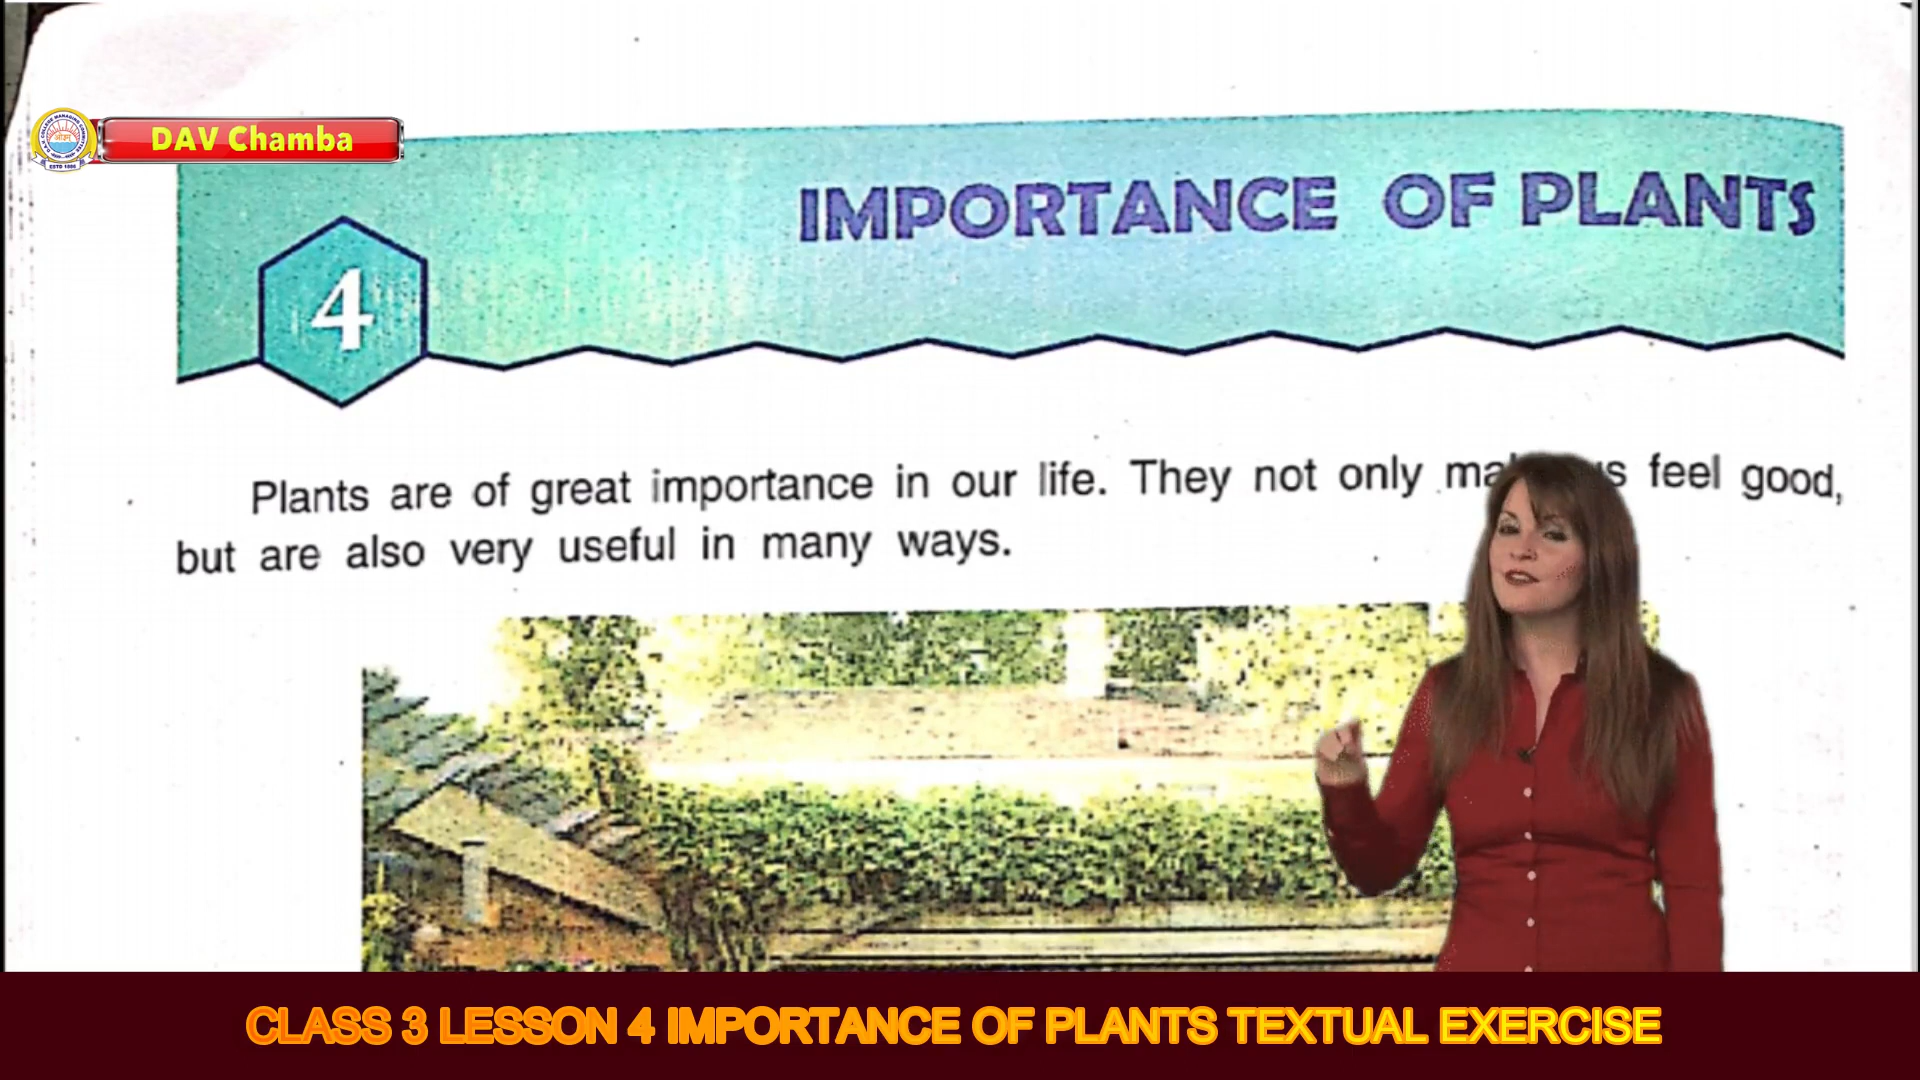 DAV Chamba
IMPORTANCE OF PLANTS
4
Plants are of great importance in our life. They not only feel good,
but are also very useful in many ways.
CLASS 3 LESSON 4 IMPORTANCE OF PLANTS TEXTUAL EXERCISE